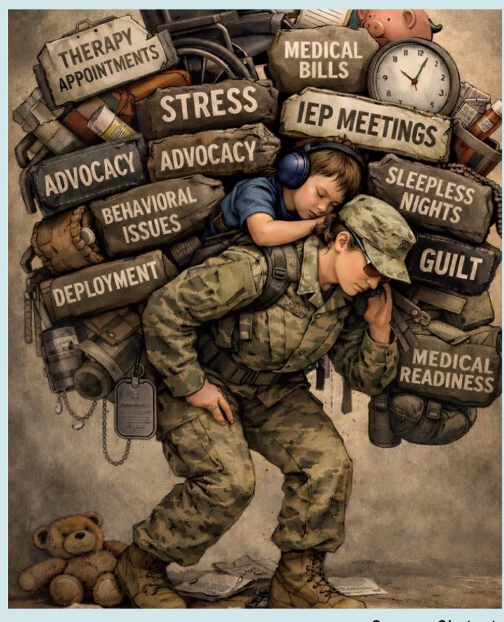 THERAPY
APPOINTMENTS
MEDICAL
BILLS
STRESS
IEP MEETINGS
ADVOCACY
ADVOCACY
SLEEPLESS
NIGHTS
BEHAVIORAL
ISSUES
GUILT
DEPLOYMENT
MEDICAL
READINESS